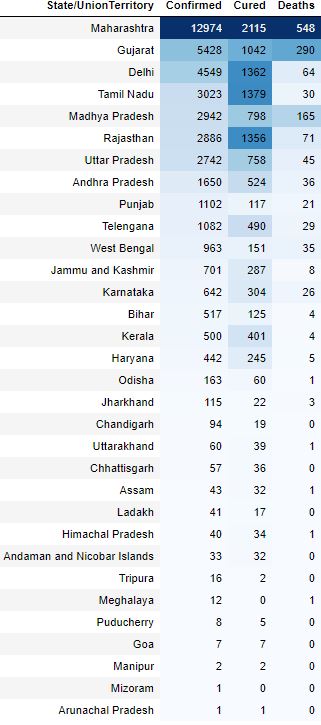 State/UnionTerritory Confirmed Cured Deaths
Maharashtra 12974 2115 548
Gujarat 5428 1042 290
Delhi 4549 1362 64
Tamil Nadu 3023 1379 30
Madhya Pradesh 2942 798 165
Rajasthan 2886 1356 71
Uttar Pradesh 2742 758 45
Andhra Pradesh 1650 524 36
Punjab 1102 117 21
Telengana 1082 490 29
West Bengal 963 151 35
Jammu and Kashmir 701 287 8
Karnataka 642 304 26
Bihar 517 125 4
Kerala 500 401 4
Haryana 442 245 5
Odisha 163 60 1
Jharkhand 115 22 3
Chandigarh 94 19 0
Uttarakhand 60 39 1
Chhattisgarh 57 36 0
Assam 43 32 1
Ladakh 41 17 0
Himachal Pradesh 40 34 1
Andaman and Nicobar Islands 33 32 0
Tripura 16 2 0
Meghalaya 12 0 1
Puducherry 8 5 0
Goa 7 7 0
Manipur 2 2 0
Mizoram 1 0 0
Arunachal Pradesh 1 1 0